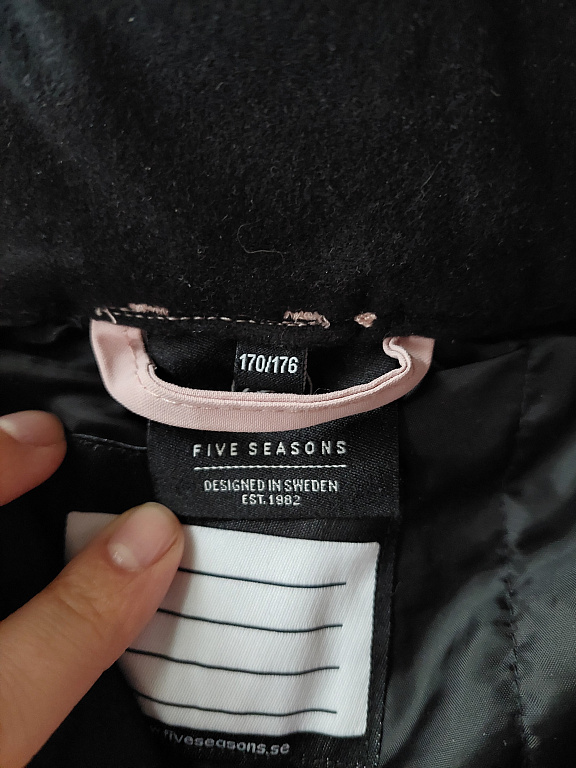 170/176
FIVE SEASONS
DESIGNED IN SWEDEN
EST.1982
fiveseasons.se